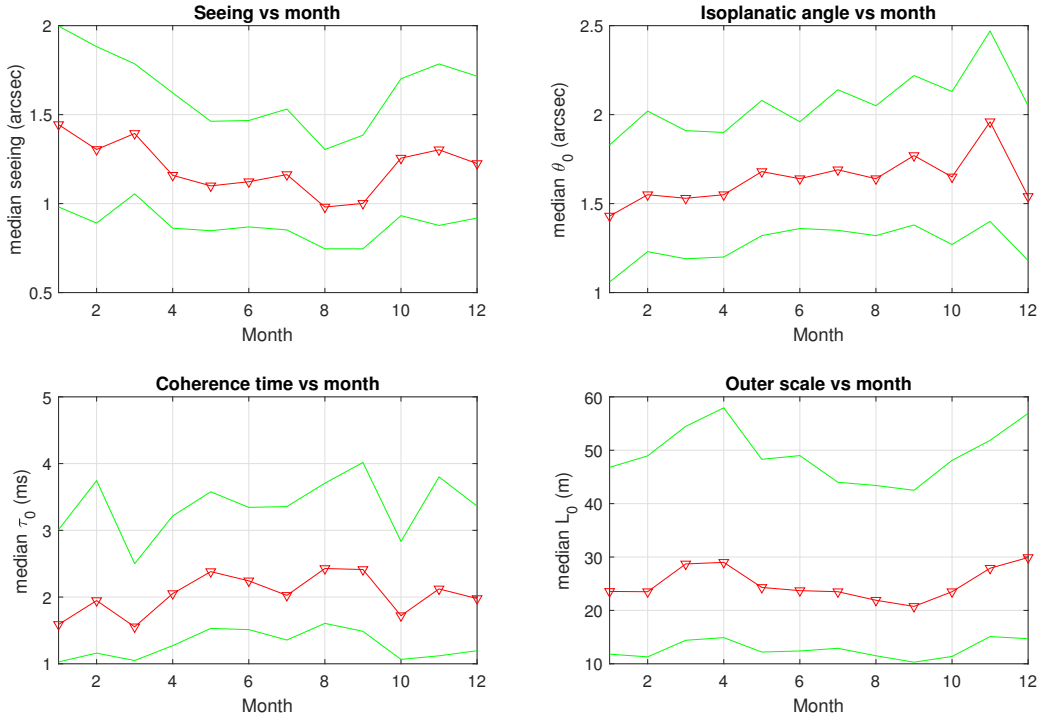 Seeing vs month
median seeing (arcsec)
2
1.5
1
0.5
2 4 6 8 10 12
Month
Isoplanatic angle vs month
median θ_0 (arcsec)
2.5
2
1.5
1
2 4 6 8 10 12
Month
Coherence time vs month
median τ_0 (ms)
5
4
3
2
1
2 4 6 8 10 12
Month
Outer scale vs month
median L_0 (m)
60
50
40
30
20
10
2 4 6 8 10 12
Month